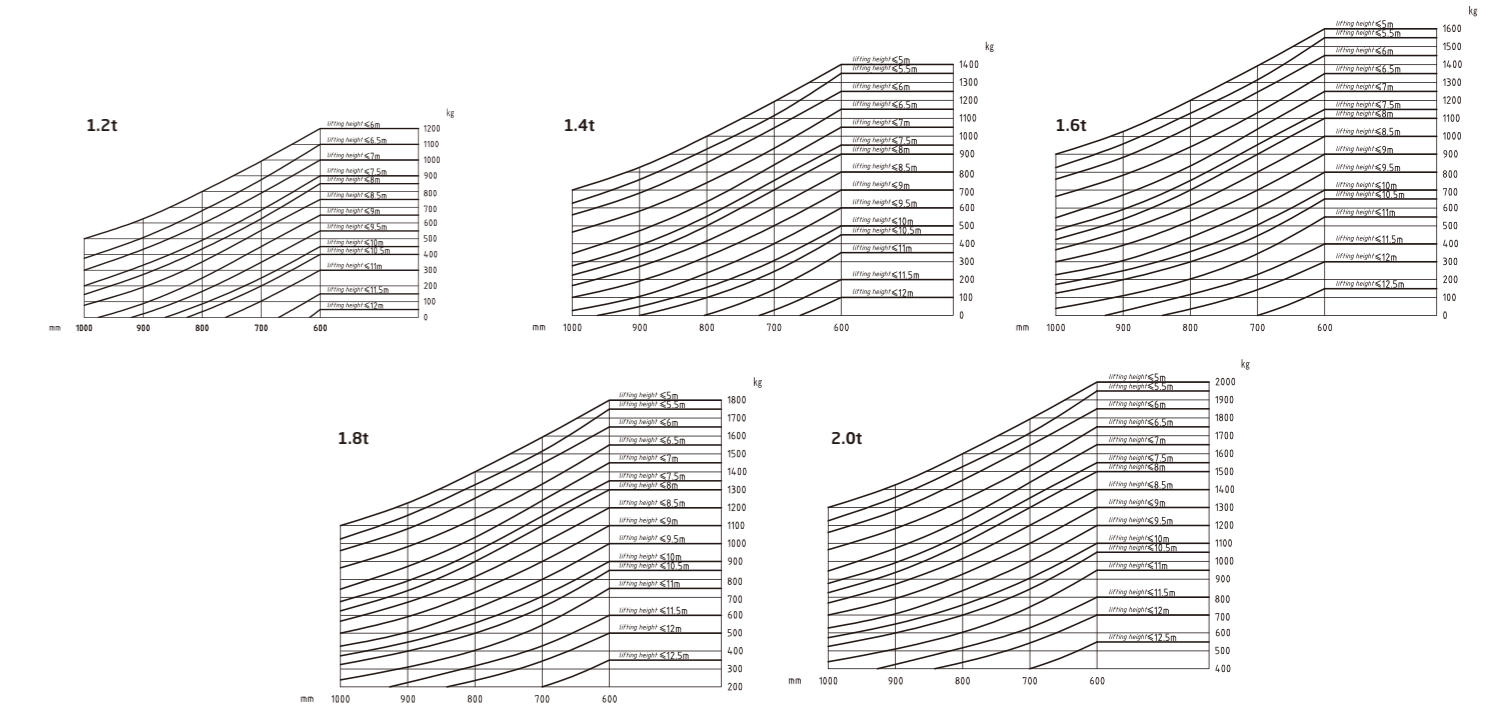 1.2t
kg
lifting height ⩽6m
1200
lifting height ⩽6.5m
1100
lifting height ⩽7m
1000
lifting height ⩽7.5m
900
lifting height ⩽8m
800
lifting height ⩽8.5m
700
lifting height ⩽9m
600
lifting height ⩽9.5m
500
lifting height ⩽10m
400
lifting height ⩽10.5m
lifting height ⩽11m
300
200
lifting height ⩽11.5m
100
lifting height ⩽12m
0
mm 1000 900 800 700 600
1.4t
kg
lifting height ⩽5m
1400
lifting height ⩽5.5m
1300
lifting height ⩽6m
1200
lifting height ⩽6.5m
1100
lifting height ⩽7m
1000
lifting height ⩽7.5m
lifting height ⩽8m
900
lifting height ⩽8.5m
800
lifting height ⩽9m
700
lifting height ⩽9.5m
600
lifting height ⩽10m
500
lifting height ⩽10.5m
400
lifting height ⩽11m
300
lifting height ⩽11.5m
200
lifting height ⩽12m
100
0
mm 1000 900 800 700 600
1.6t
kg
lifting height ⩽5m
1600
lifting height ⩽5.5m
1500
lifting height ⩽6m
1400
lifting height ⩽6.5m
1300
lifting height ⩽7m
1200
lifting height ⩽7.5m
1100
lifting height ⩽8m
lifting height ⩽8.5m
1000
lifting height ⩽9m
900
lifting height ⩽9.5m
800
lifting height ⩽10m
700
lifting height ⩽10.5m
600
lifting height ⩽11m
500
lifting height ⩽11.5m
400
lifting height ⩽12m
300
200
lifting height ⩽12.5m
100
0
mm 1000 900 800 700 600
1.8t
kg
lifting height ⩽5m
1800
lifting height ⩽5.5m
1700
lifting height ⩽6m
1600
lifting height ⩽6.5m
1500
lifting height ⩽7m
1400
lifting height ⩽7.5m
lifting height ⩽8m
1300
lifting height ⩽8.5m
1200
lifting height ⩽9m
1100
lifting height ⩽9.5m
1000
lifting height ⩽10m
900
lifting height ⩽10.5m
800
lifting height ⩽11m
700
lifting height ⩽11.5m
600
lifting height ⩽12m
500
400
lifting height ⩽12.5m
300
200
mm 1000 900 800 700 600
2.0t
kg
lifting height ⩽5m
2000
lifting height ⩽5.5m
1900
lifting height ⩽6m
1800
lifting height ⩽6.5m
1700
lifting height ⩽7m
1600
lifting height ⩽7.5m
lifting height ⩽8m
1500
lifting height ⩽8.5m
1400
lifting height ⩽9m
1300
lifting height ⩽9.5m
1200
lifting height ⩽10m
1100
lifting height ⩽10.5m
1000
lifting height ⩽11m
900
lifting height ⩽11.5m
800
lifting height ⩽12m
700
600
lifting height ⩽12.5m
500
400
mm 1000 900 800 700 600